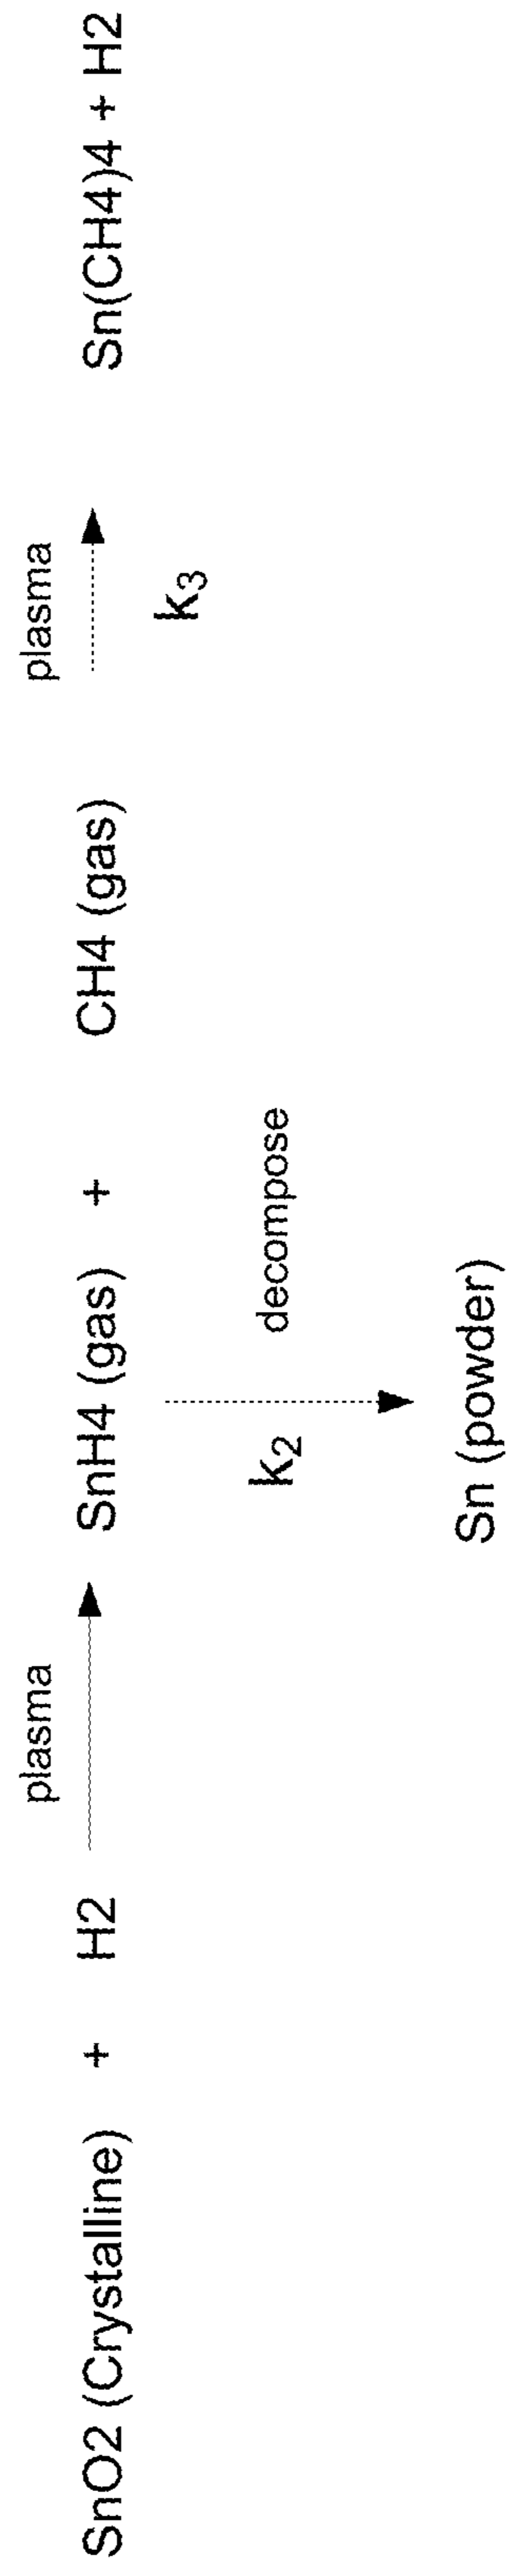 plasma plasma
SnO2 (Crystalline) + H2 SnH4 (gas) + CH4 (gas) Sn(CH4)4 + H2
k3
k2 decompose
Sn (powder)